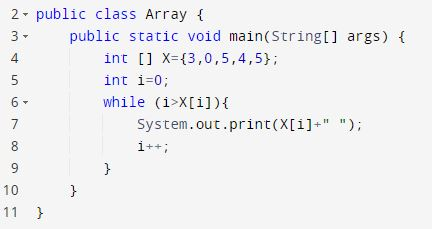 2 public class Array {
3 public static void main(String[] args) {
4 int [] X={3,0,5,4,5};
5 int i=0;
6 while (i>X[i]){
7 System.out.print(X[i]+" ");
8 i++;
9 }
10 }
11 }